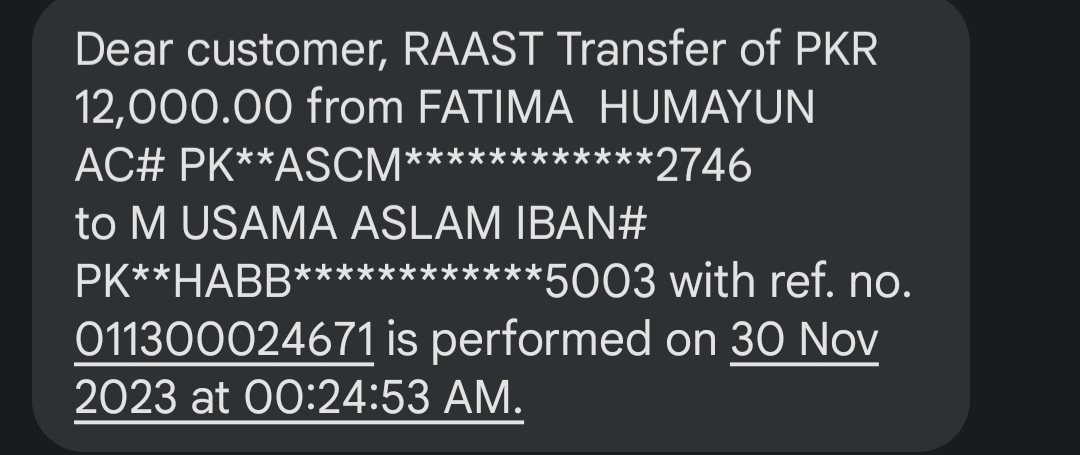 Dear customer, RAAST Transfer of PKR
12,000.00 from FATIMA  HUMAYUN
AC# PK**ASCM************2746
to M USAMA ASLAM IBAN#
PK**HABB************5003 with ref. no.
011300024671 is performed on 30 Nov
2023 at 00:24:53 AM.